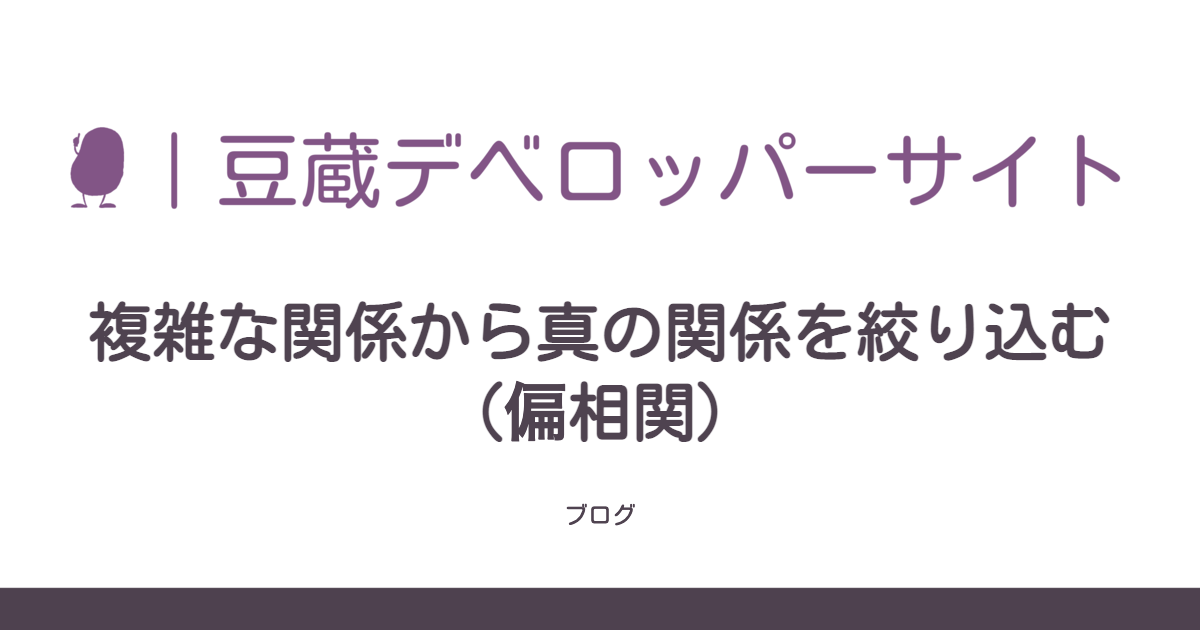 |豆蔵デベロッパーサイト
複雑な関係から真の関係を絞り込む
(偏相関)
ブログ